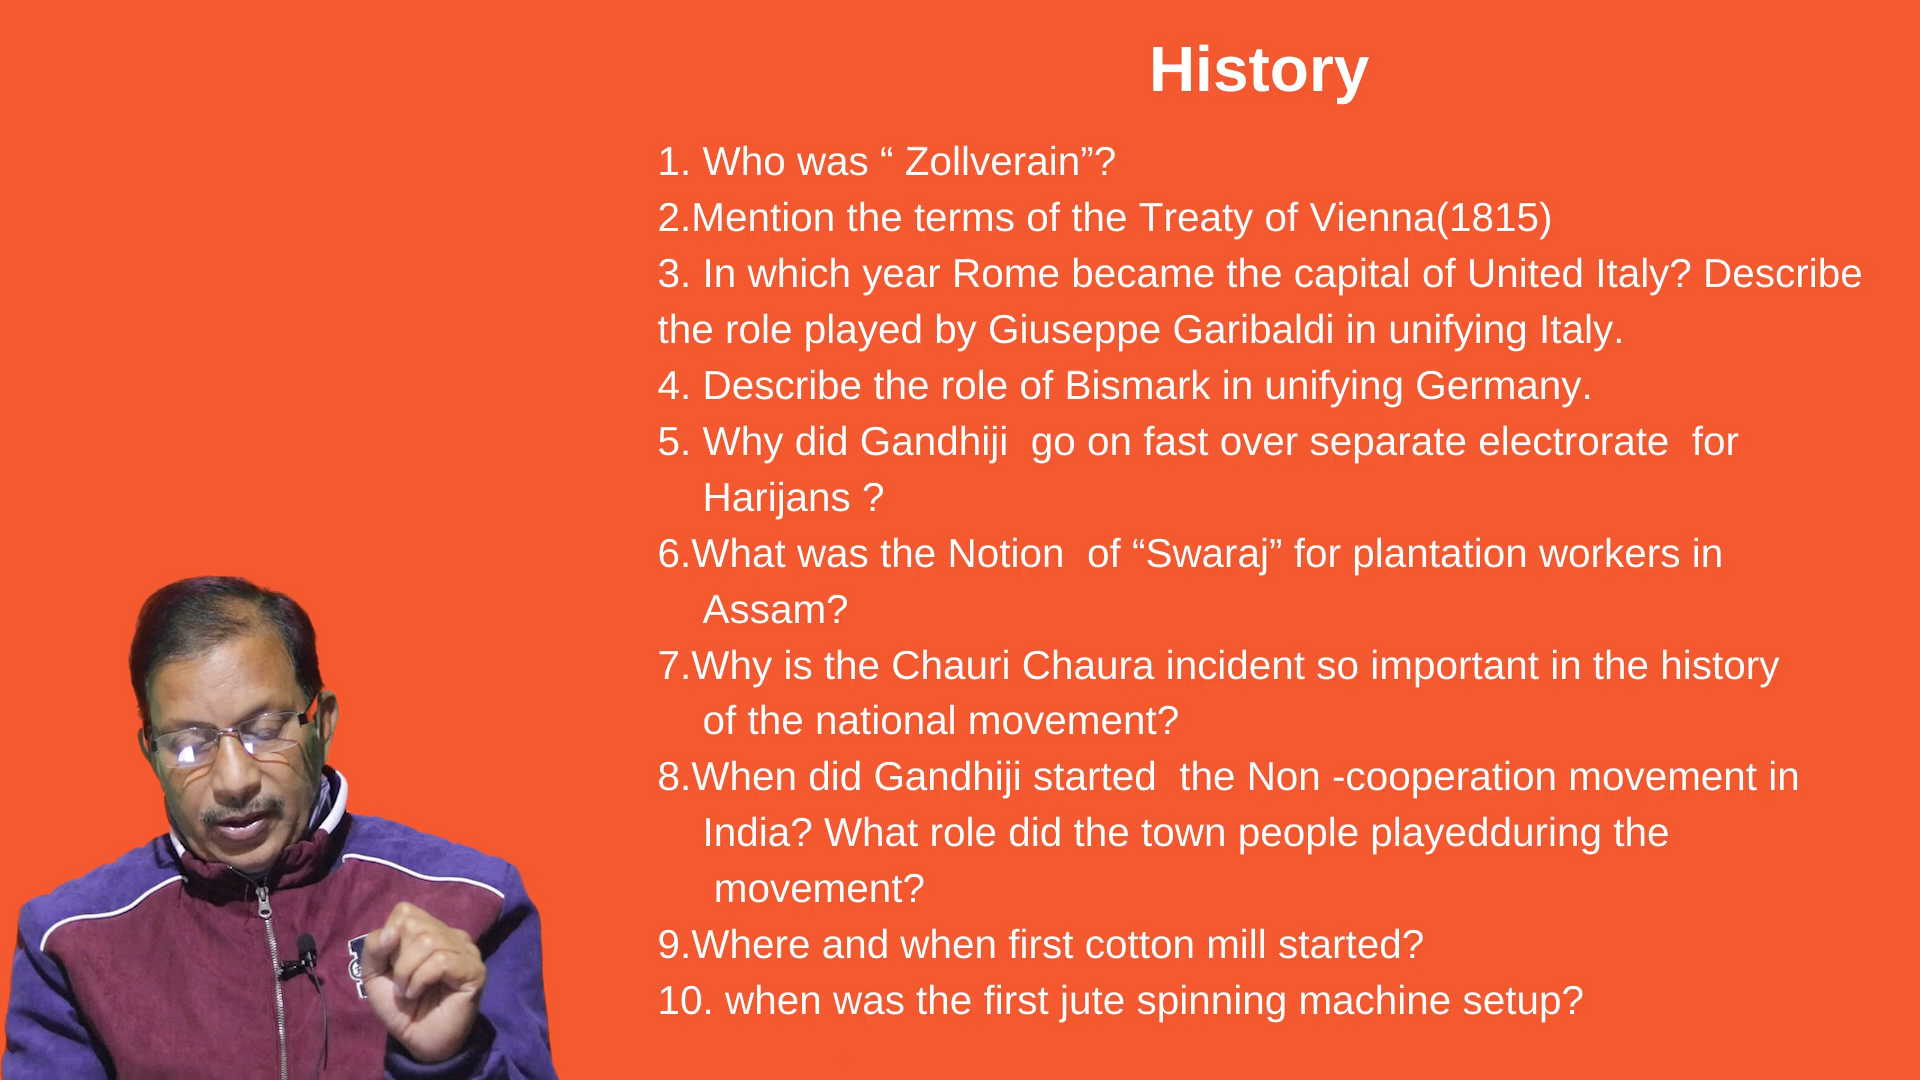 History
1. Who was “ Zollverain”?
2.Mention the terms of the Treaty of Vienna(1815)
3. In which year Rome became the capital of United Italy? Describe
the role played by Giuseppe Garibaldi in unifying Italy.
4. Describe the role of Bismark in unifying Germany.
5. Why did Gandhiji  go on fast over separate electrorate  for
Harijans ?
6.What was the Notion  of “Swaraj” for plantation workers in
Assam?
7.Why is the Chauri Chaura incident so important in the history
of the national movement?
8.When did Gandhiji started  the Non -cooperation movement in
India? What role did the town people playedduring the
movement?
9.Where and when first cotton mill started?
10. when was the first jute spinning machine setup?